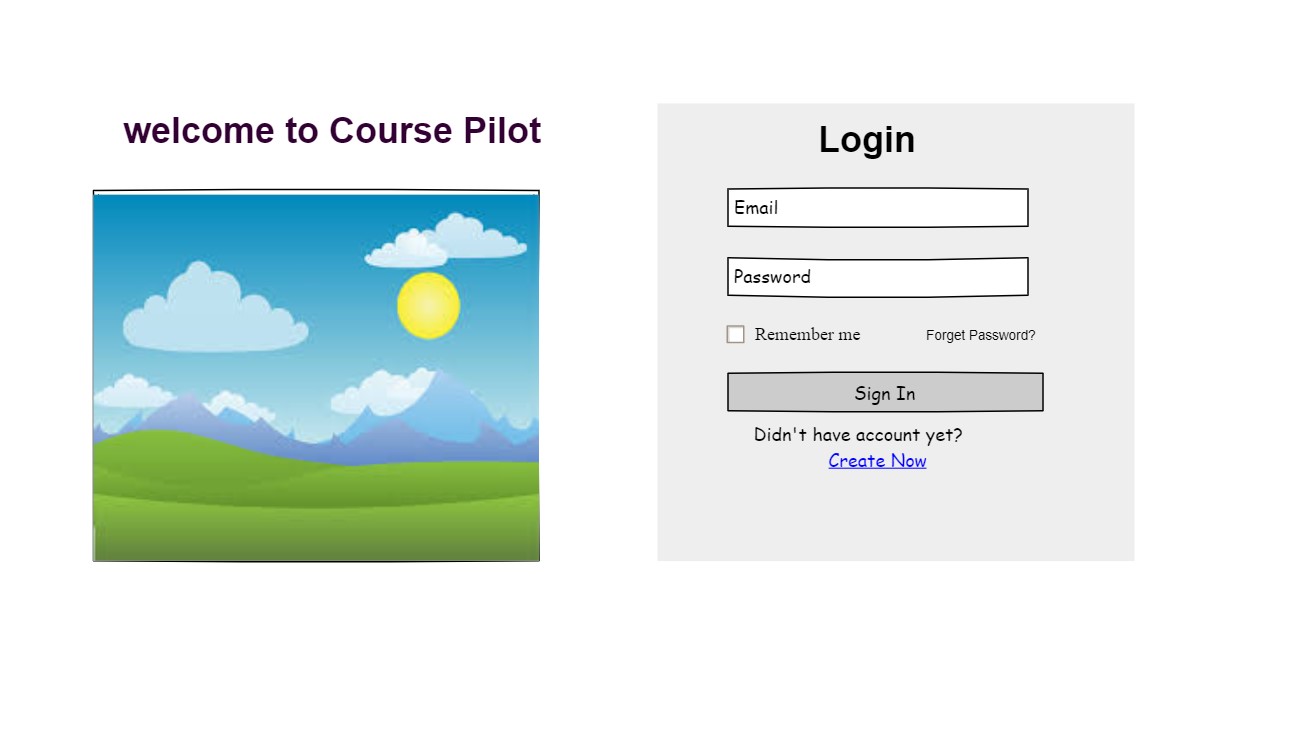 welcome to Course Pilot
Login
Email
Password
Remember me
Forget Password?
Sign In
Didn't have account yet?
Create Now